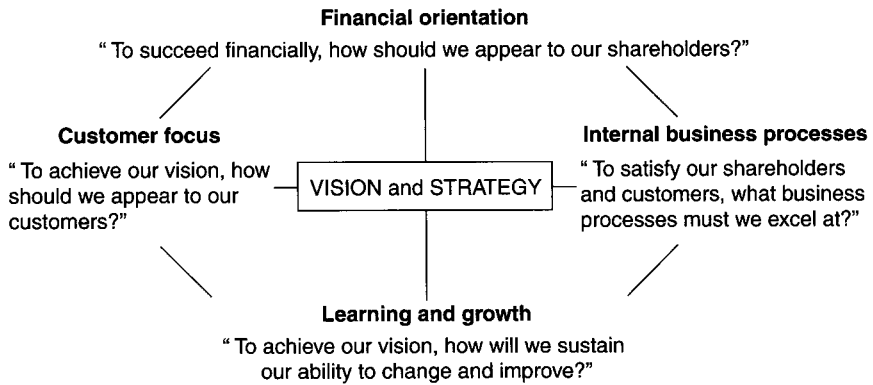 Financial orientation
“ To succeed financially, how should we appear to our shareholders?”
Customer focus
“ To achieve our vision, how
should we appear to our
customers?”
VISION and STRATEGY
Internal business processes
“ To satisfy our shareholders
and customers, what business
processes must we excel at?”
Learning and growth
“ To achieve our vision, how will we sustain
our ability to change and improve?”